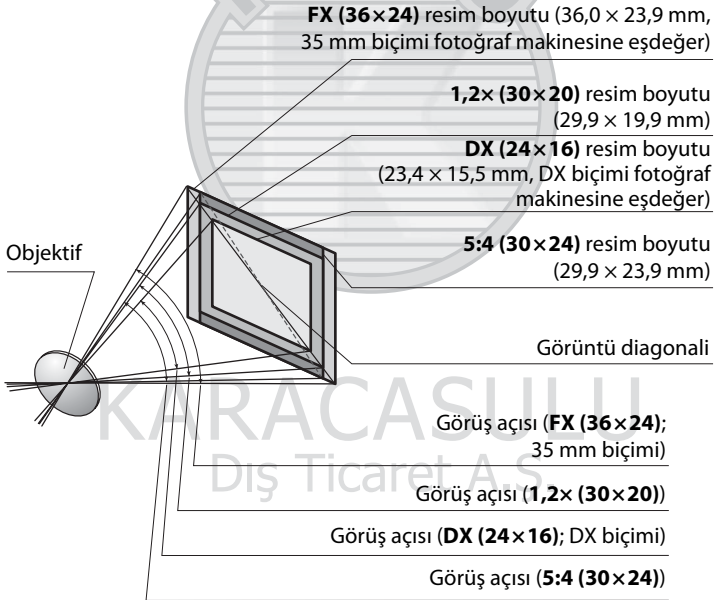 FX (36×24) resim boyutu (36,0 × 23,9 mm,
35 mm biçimi fotoğraf makinesine eşdeğer)
1,2× (30×20) resim boyutu
(29,9 × 19,9 mm)
DX (24×16) resim boyutu
(23,4 × 15,5 mm, DX biçimi fotoğraf
makinesine eşdeğer)
5:4 (30×24) resim boyutu
(29,9 × 23,9 mm)
Objektif
Görüntü diagonali
KARACASULU
Dış Ticaret A.Ş.
Görüş açısı (FX (36×24);
35 mm biçimi)
Görüş açısı (1,2× (30×20))
Görüş açısı (DX (24×16); DX biçimi)
Görüş açısı (5:4 (30×24))